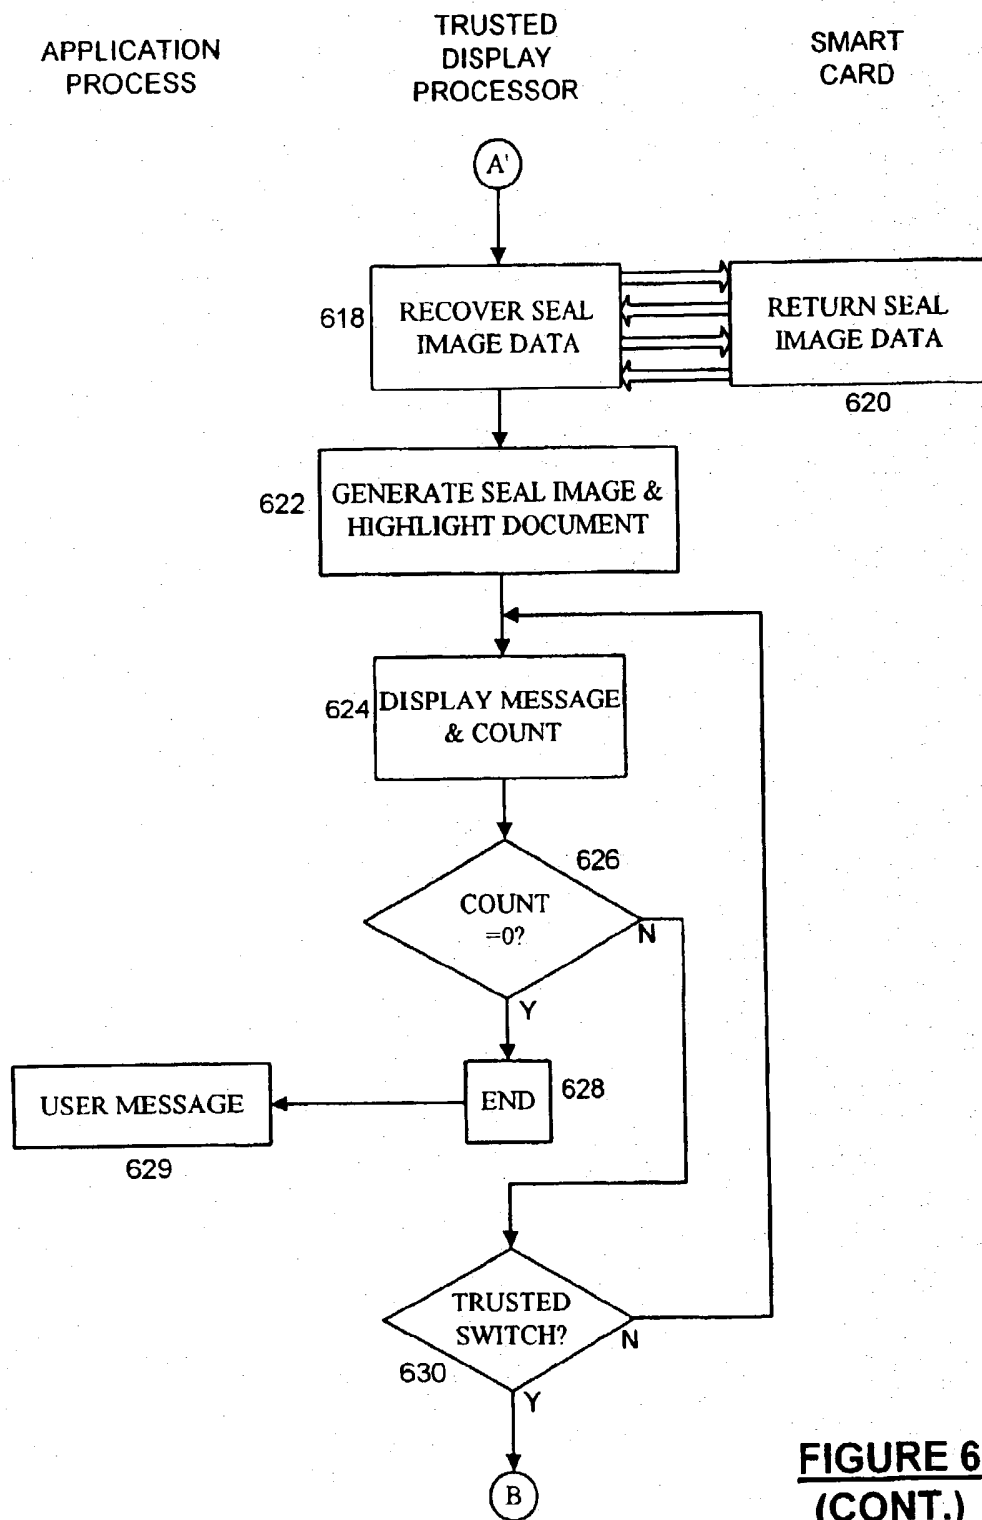 APPLICATION
PROCESS
TRUSTED
DISPLAY
PROCESSOR
SMART
CARD
A'
618
RECOVER SEAL
IMAGE DATA
RETURN SEAL
IMAGE DATA
620
622
GENERATE SEAL IMAGE &
HIGHLIGHT DOCUMENT
624
DISPLAY MESSAGE
& COUNT
626
COUNT
=0?
N
Y
USER MESSAGE
629
END
628
TRUSTED
SWITCH?
N
630
Y
B
FIGURE 6
(CONT.)